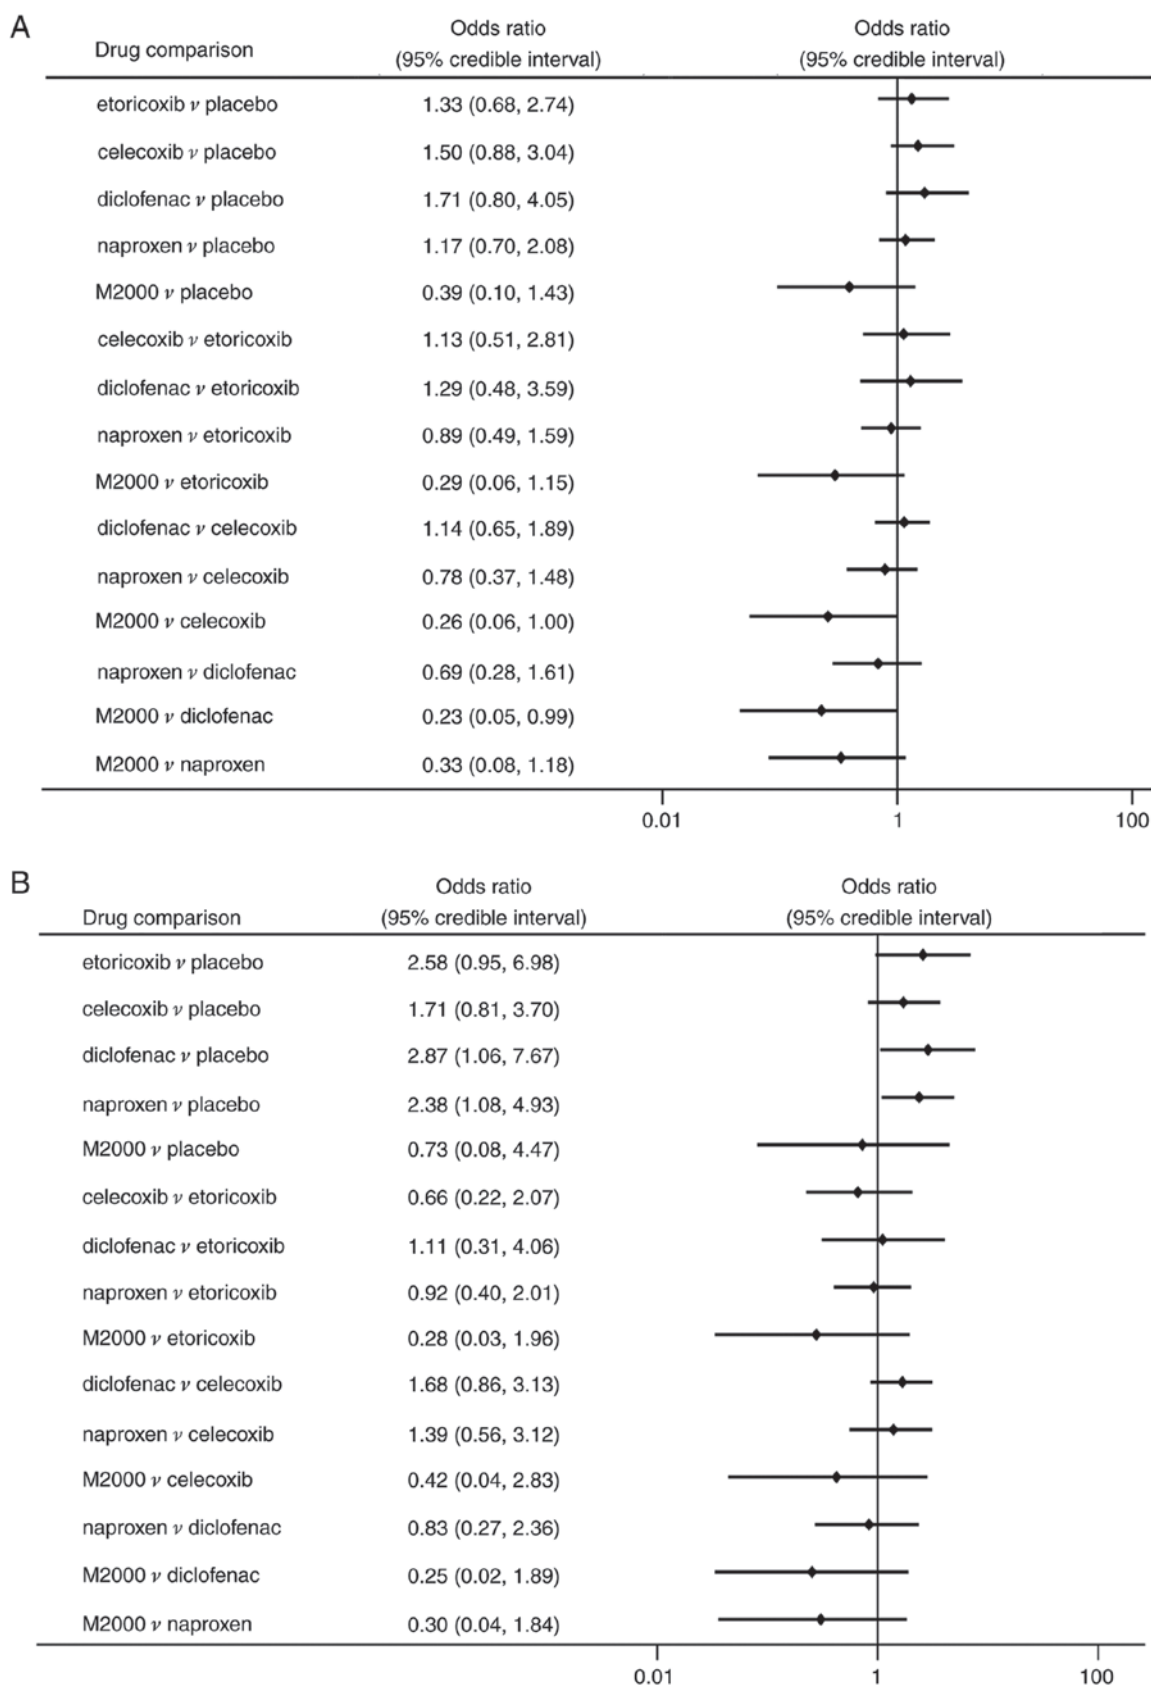 A
Drug comparison
Odds ratio
(95% credible interval)
Odds ratio
(95% credible interval)
etoricoxib ν placebo 1.33 (0.68, 2.74)
celecoxib ν placebo 1.50 (0.88, 3.04)
diclofenac ν placebo 1.71 (0.80, 4.05)
naproxen ν placebo 1.17 (0.70, 2.08)
M2000 ν placebo 0.39 (0.10, 1.43)
celecoxib ν etoricoxib 1.13 (0.51, 2.81)
diclofenac ν etoricoxib 1.29 (0.48, 3.59)
naproxen ν etoricoxib 0.89 (0.49, 1.59)
M2000 ν etoricoxib 0.29 (0.06, 1.15)
diclofenac ν celecoxib 1.14 (0.65, 1.89)
naproxen ν celecoxib 0.78 (0.37, 1.48)
M2000 ν celecoxib 0.26 (0.06, 1.00)
naproxen ν diclofenac 0.69 (0.28, 1.61)
M2000 ν diclofenac 0.23 (0.05, 0.99)
M2000 ν naproxen 0.33 (0.08, 1.18)
0.01 1 100
B
Drug comparison
Odds ratio
(95% credible interval)
Odds ratio
(95% credible interval)
etoricoxib ν placebo 2.58 (0.95, 6.98)
celecoxib ν placebo 1.71 (0.81, 3.70)
diclofenac ν placebo 2.87 (1.06, 7.67)
naproxen ν placebo 2.38 (1.08, 4.93)
M2000 ν placebo 0.73 (0.08, 4.47)
celecoxib ν etoricoxib 0.66 (0.22, 2.07)
diclofenac ν etoricoxib 1.11 (0.31, 4.06)
naproxen ν etoricoxib 0.92 (0.40, 2.01)
M2000 ν etoricoxib 0.28 (0.03, 1.96)
diclofenac ν celecoxib 1.68 (0.86, 3.13)
naproxen ν celecoxib 1.39 (0.56, 3.12)
M2000 ν celecoxib 0.42 (0.04, 2.83)
naproxen ν diclofenac 0.83 (0.27, 2.36)
M2000 ν diclofenac 0.25 (0.02, 1.89)
M2000 ν naproxen 0.30 (0.04, 1.84)
0.01 1 100